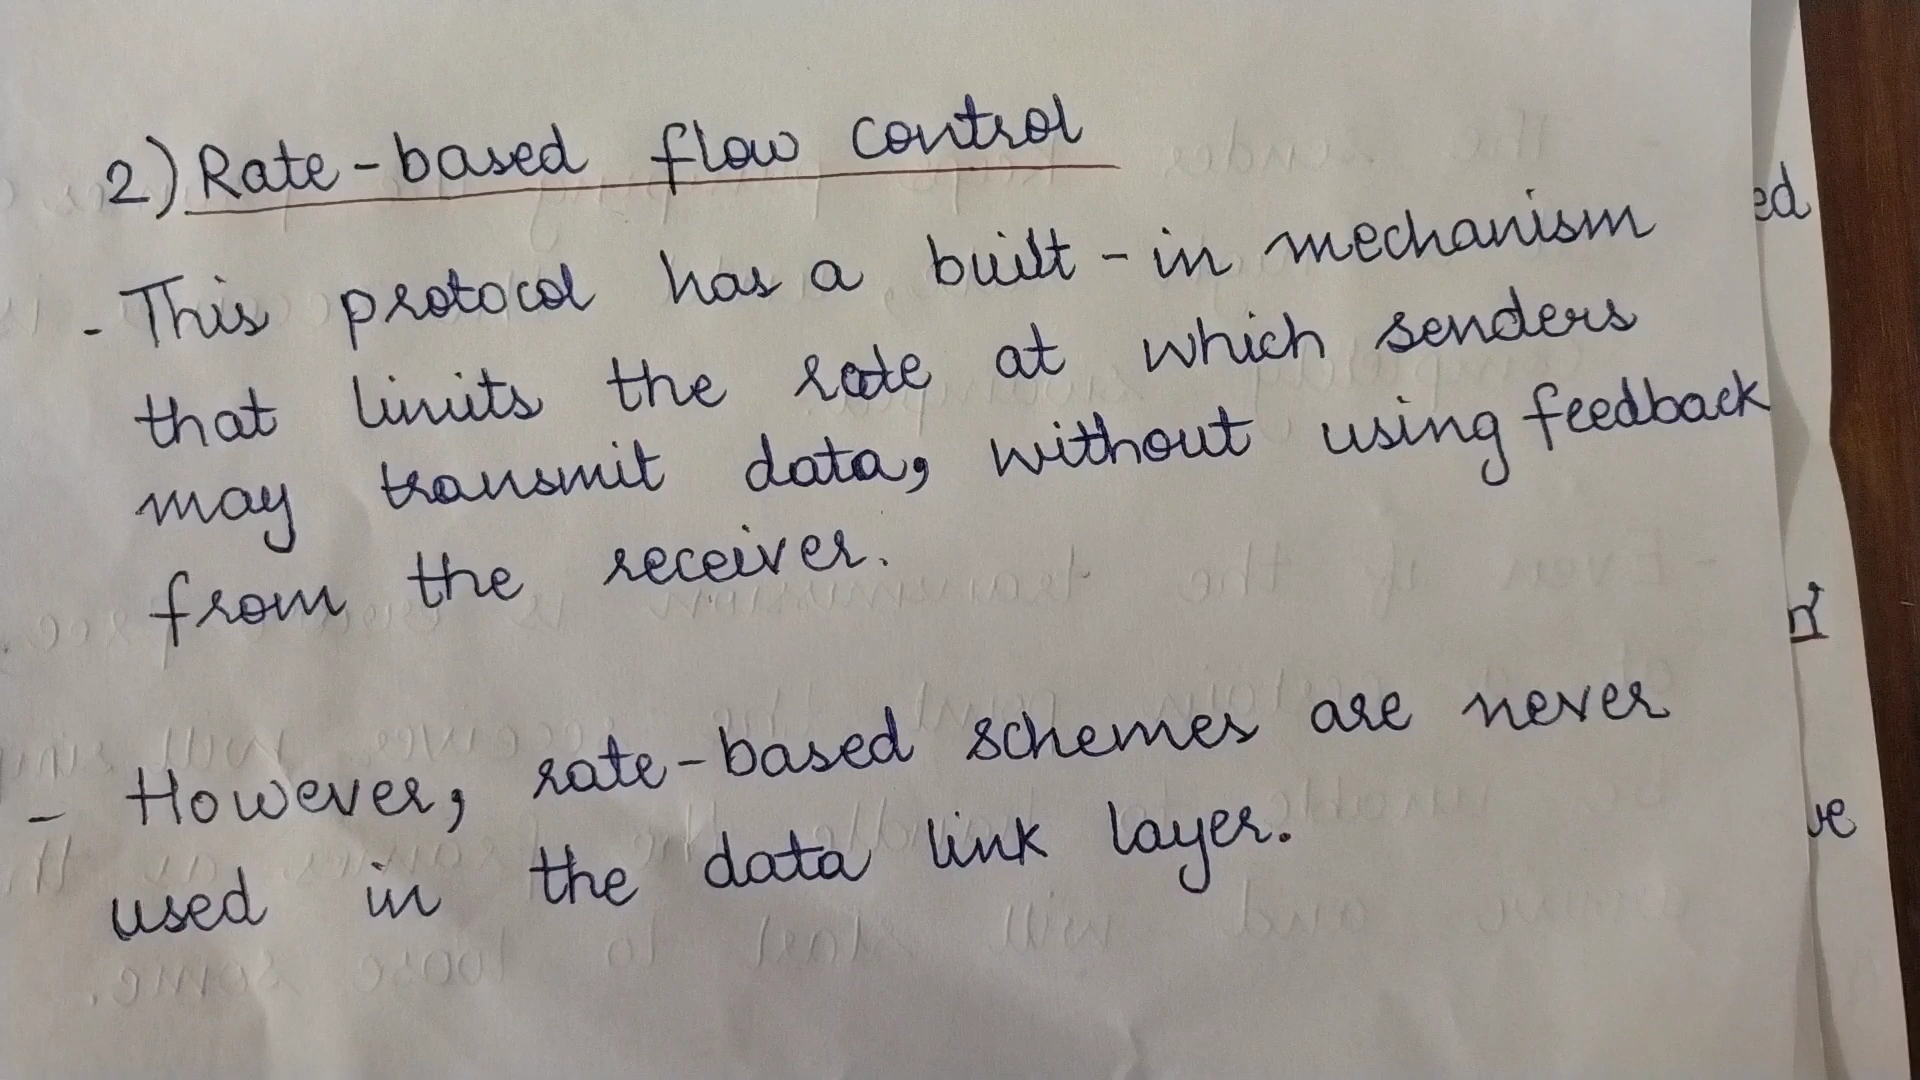 2) Rate-based flow control
- This protocol has a built-in mechanism
that limits the rate at which senders
may transmit data, without using feedback
from the receiver.
- However, rate-based schemes are never
used in the data link layer.
ed
ve